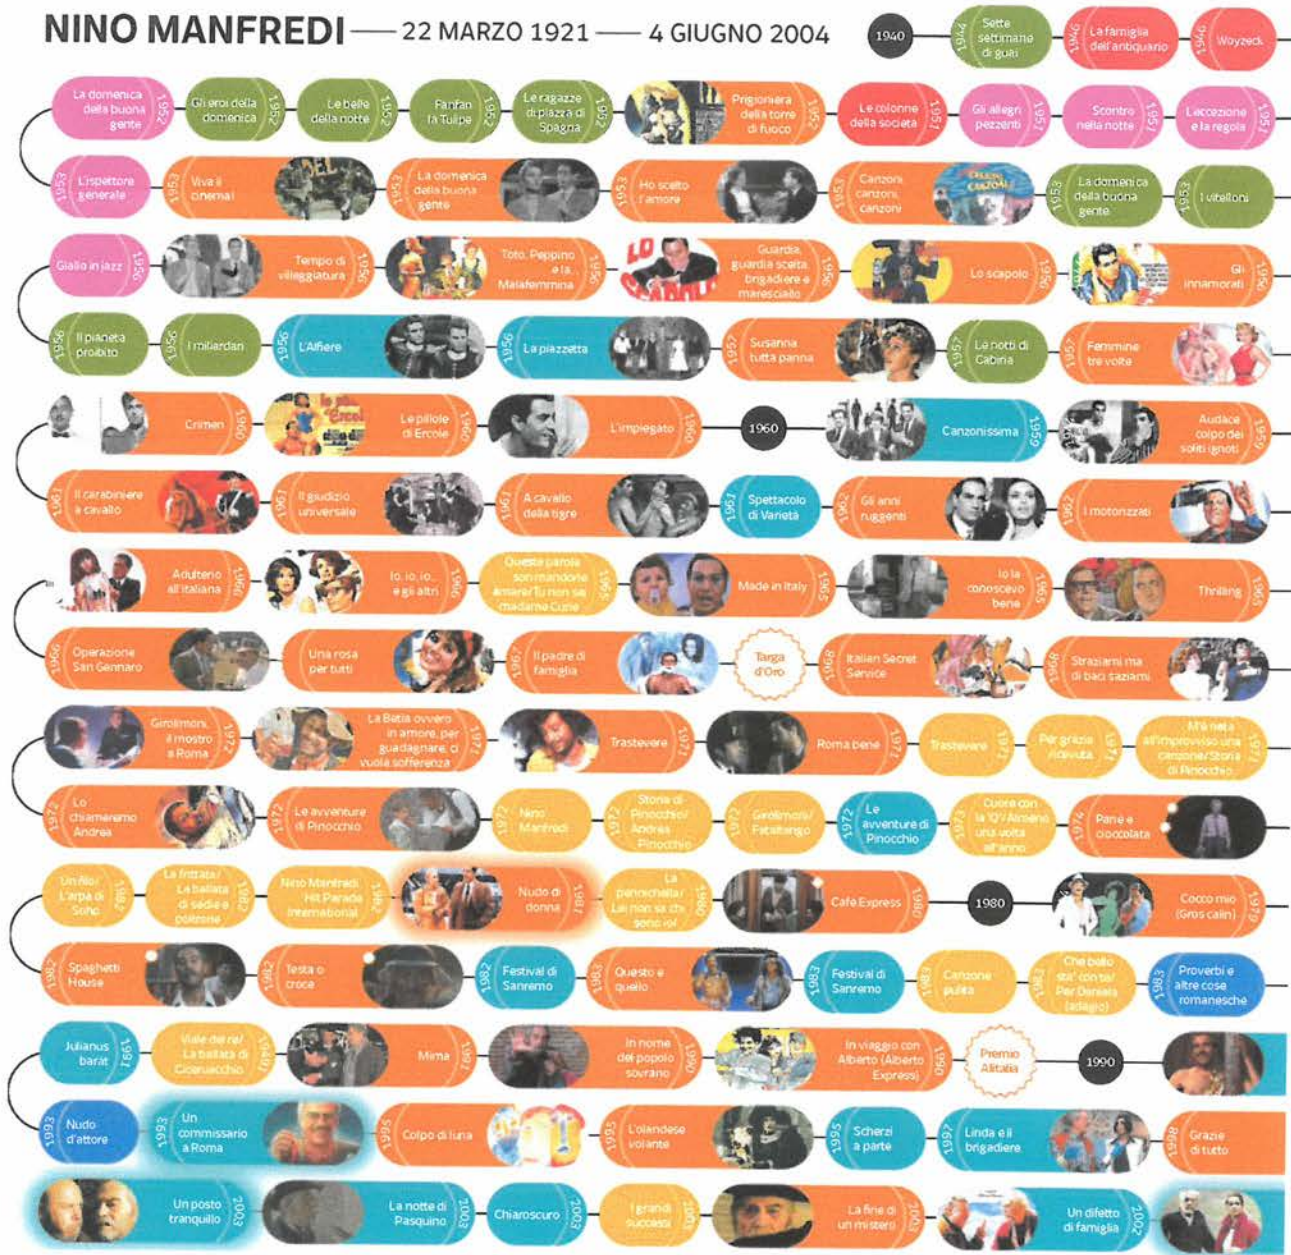 NINO MANFREDI — 22 MARZO 1921 — 4 GIUGNO 2004
1940
1944
Sette
settimane
di guai
1946
La famiglia
dell'antiquario
1946
Woyzeck
La domenica
della buona
gente
1952
Gli eroi della
domenica
1952
Le belle
della notte
1952
Fanfan
la Tulipe
1952
Le ragazze
di piazza di
Spagna
1952
Prigioniera
della torre
di fuoco
1952
Le colonne
della società
1951
Gli allegri
pezzenti
1951
Scontro
nella notte
1951
L'accezione
e la regola
1951
1953
L'ispettore
generale
1953
Viva il
cinema!
1953
La domenica
della buona
gente
1953
Ho scelto
l'amore
1953
Canzoni
canzoni,
canzoni
1953
La domenica
della buona
gente
1953
I vitelloni
Giallo in jazz
1956
Tempo di
villeggiatura
1956
Totò, Peppino
e la...
Malafemmina
1956
Guardia,
guardia scelta,
brigadiere e
maresciallo
1956
Lo scapolo
1956
Gli
innamorati
1956
1956
Il pianeta
proibito
1956
I miliardari
1956
L'Alfiere
1956
La piazzetta
1957
Susanna
tutta panna
1957
Le notti di
Cabiria
1957
Femmine
tre volte
Crimen
1960
Le pillole
di Ercole
1960
L'impiegato
1960
1960
Canzonissima
1959
Audace
colpo dei
soliti ignoti
1959
1961
Il carabiniere
a cavallo
1961
Il giudizio
universale
1961
A cavallo
della tigre
1961
Spettacolo
di Varietà
1962
Gli anni
ruggenti
1962
I motorizzati
Adulterio
all'italiana
1966
Io, io, io...
e gli altri
1966
Queste parole
son mandorle
amare/Tu non sei
madame Curie
1965
Made in Italy
1965
Io la
conoscevo
bene
1965
Thrilling
1965
1966
Operazione
San Gennaro
Una rosa
per tutti
1967
Il padre di
famiglia
Targa
d'Oro
1968
Italian Secret
Service
1968
Straziami ma
di baci saziami
Girolimoni,
il mostro
a Roma
1972
La Betìa ovvero
in amore, per
guadagnare, ci
vuole sofferenza
1971
Trastevere
1971
Roma bene
1971
Trastevere
1971
Per grazia
ricevuta
1971
M'è nata
all'improvviso una
canzone/Storia
di Pinocchio
1971
1972
Lo
chiameremo
Andrea
1972
Le avventure
di Pinocchio
1972
Nino
Manfredi
1972
Storia di
Pinocchio/
Andrea
Pinocchio
1972
Girolimoni/
Fataltango
1972
Le
avventure di
Pinocchio
1973
Cuore con
la "Q"/Almeno
una volta
all'anno
1974
Pane e
cioccolata
Un filo/
L'arpa di
Soho
1982
La frittata/
La ballata
di sedie e
poltrone
1982
Nino Manfredi
Hit Parade
International
1982
Nudo di
donna
1981
La
pennichella/
Lei non sa chi
sono io!
1980
Café Express
1980
1980
Cocco mio
(Gros calin)
1979
1982
Spaghetti
House
1982
Testa o
croce
1982
Festival di
Sanremo
1983
Questo e
quello
1983
Festival di
Sanremo
1983
Canzone
pulita
1983
Che bello
sta' con te/
Per Daniela
(adagio)
1983
Proverbi e
altre cose
romanesche
Julianus
barát
1991
Viale dei re/
La ballata di
Ciceruacchio
Mima
1991
In nome
del popolo
sovrano
1990
In viaggio con
Alberto (Alberto
Express)
1990
Premio
Alitalia
1990
1993
Nudo
d'attore
1993
Un
commissario
a Roma
1995
Colpo di luna
1995
L'olandese
volante
1995
Scherzi
a parte
1997
Linda e il
brigadiere
1998
Grazie
di tutto
Un posto
tranquillo
2003
La notte di
Pasquino
2003
Chiaroscuro
2003
I grandi
successi
2003
La fine di
un mistero
Un difetto
di famiglia
2002